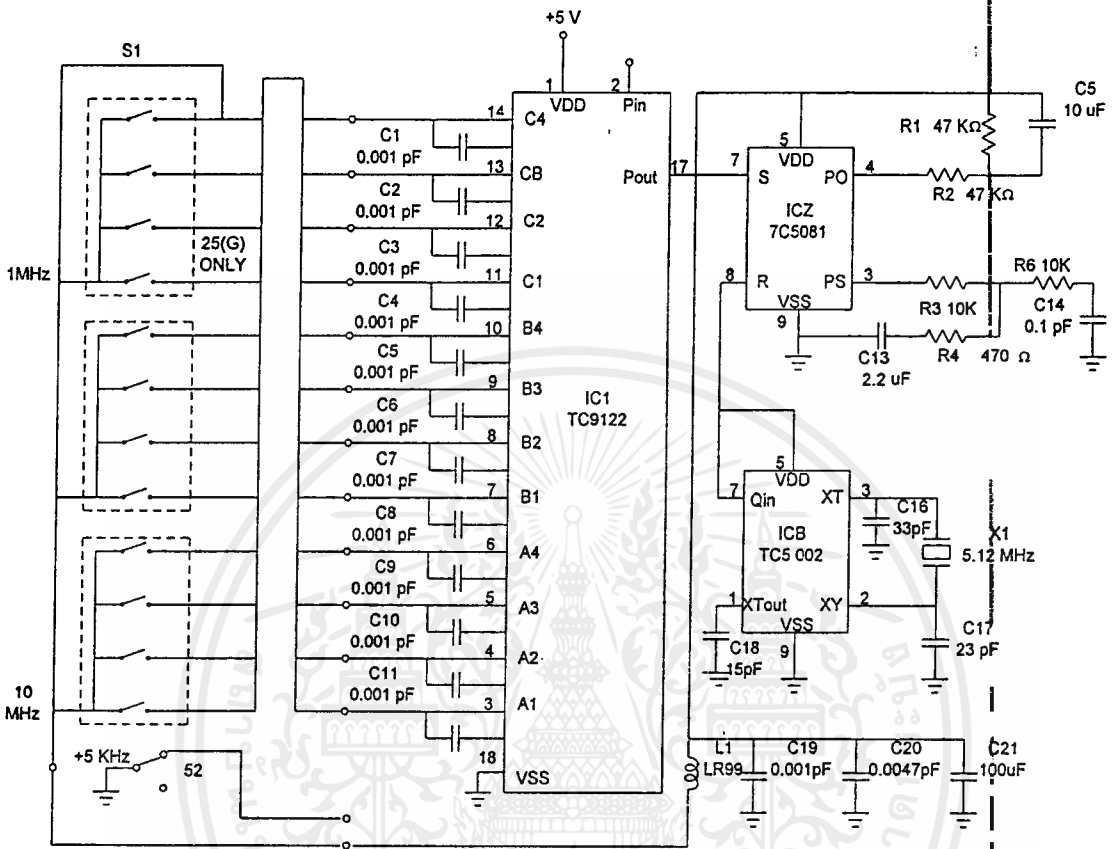 +5 V
S1
1 VDD
2 Pin
14 C4
C1
0.001 pF
13 CB
C2
0.001 pF
12 C2
C3
0.001 pF
11 C1
C4
0.001 pF
10 B4
C5
0.001 pF
9 B3
C6
0.001 pF
8 B2
C7
0.001 pF
7 B1
C8
0.001 pF
6 A4
C9
0.001 pF
5 A3
C10
0.001 pF
4 A2
C11
0.001 pF
3 A1
18 VSS
IC1
TC9122
Pout 17
25(G)
ONLY
1MHz
10
MHz
+5 KHz
52
5
VDD
7 S
PO 4
ICZ
7C5081
8 R
PS 3
VSS
9
R1 47 KΩ
C5
10 uF
R2 47 KΩ
R6 10K
R3 10K
C14
0.1 pF
C13
2.2 uF
R4 470 Ω
5
VDD
7 Qin
XT 3
ICB
TC5 002
1 XTout
XY 2
VSS
9
C16
33pF
X1
5.12 MHz
C17
23 pF
C18
15pF
L1
LR99
C19
0.001pF
C20
0.0047pF
C21
100uF